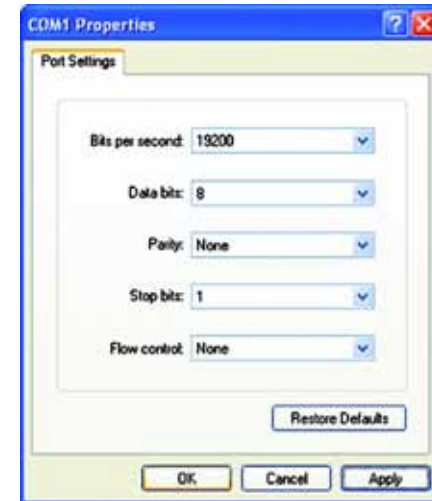 COM1 Properties
Port Settings
Bits per second: 19200
Data bits: 8
Parity: None
Stop bits: 1
Flow control: None
Restore Defaults
OK Cancel Apply